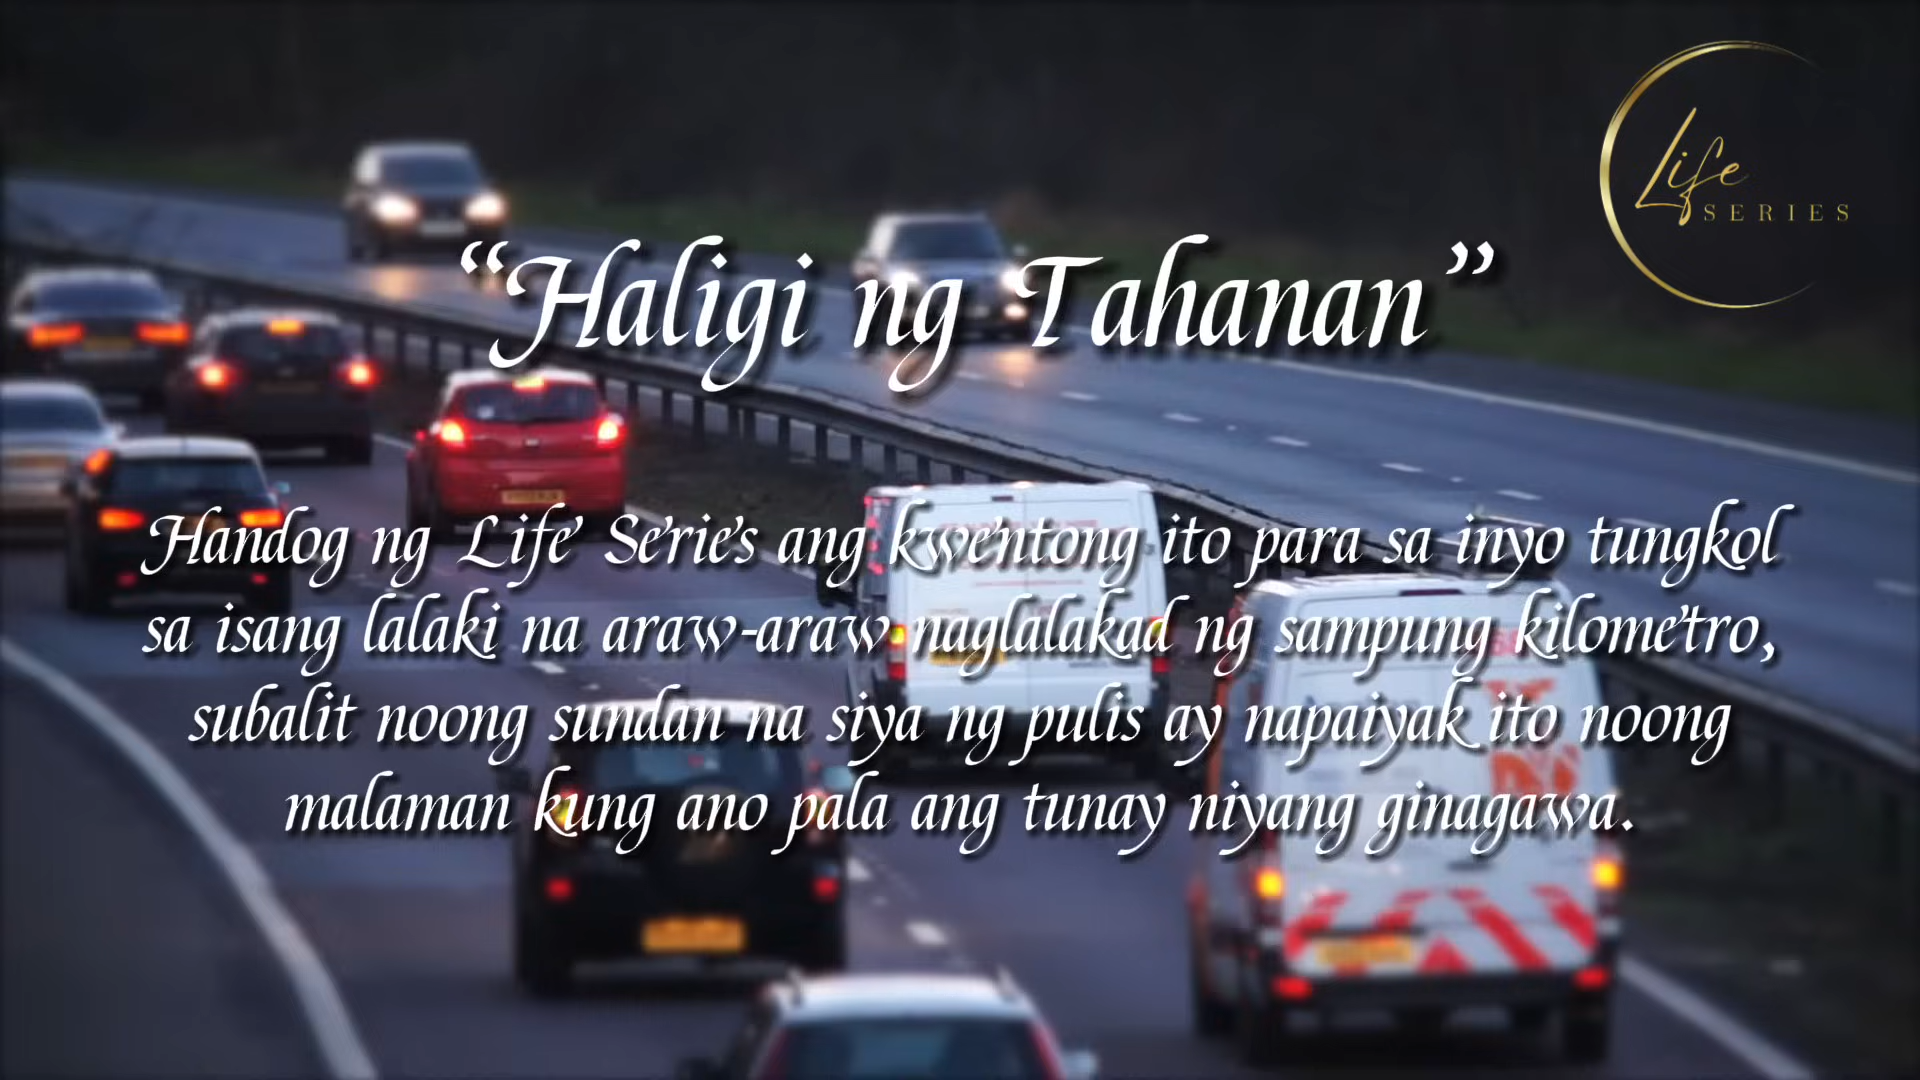 Life
SERIES
“Haligi ng Tahanan”
Handog ng Life Series ang kwentong ito para sa inyo tungkol
sa isang lalaki na araw-araw naglalakad ng sampung kilometro,
subalit noong sundan na siya ng pulis ay napaiyak ito noong
malaman kung ano pala ang tunay niyang ginagawa.